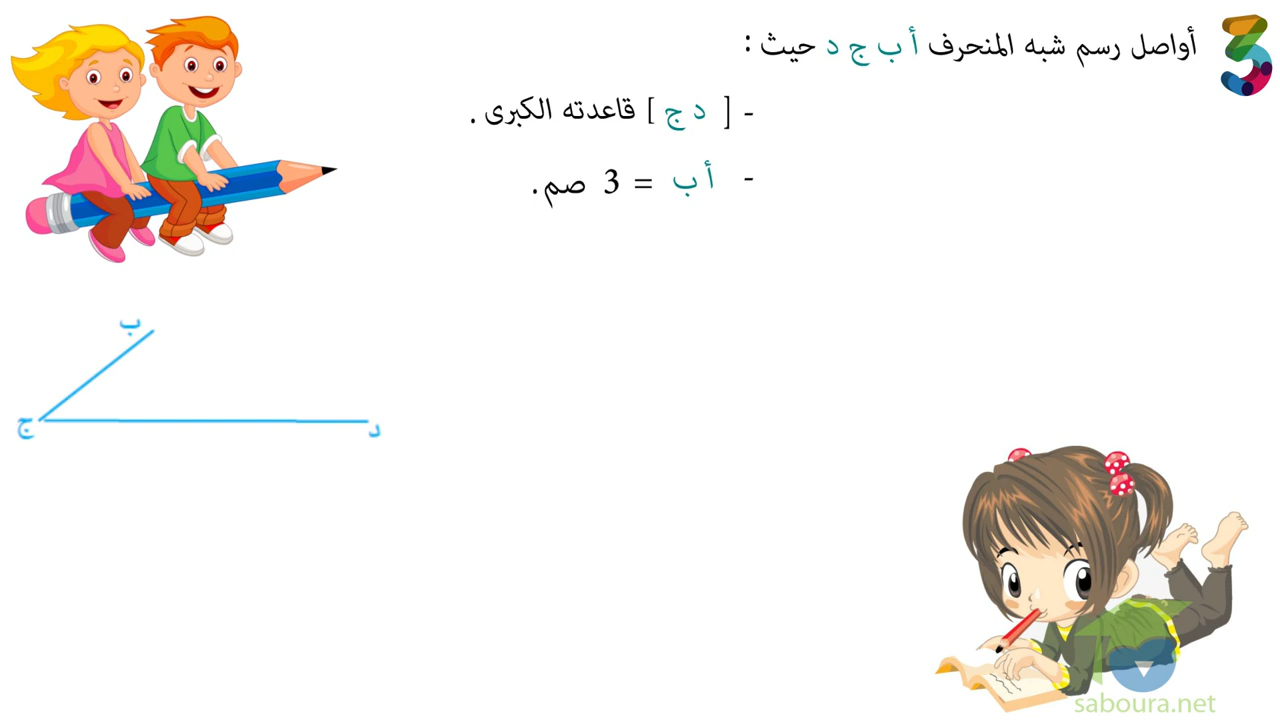 3
أواصل رسم شبه المنحرف أ ب ج د حيث :
- [ د ج ] قاعدته الكبرى .
- أ ب = 3 صم .
ب
ج
د
saboura.net